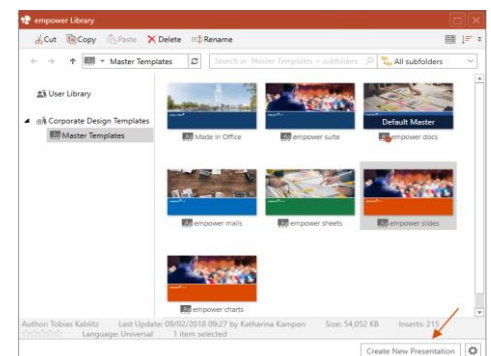 empower Library
Cut Copy Paste Delete Rename
Master Templates Search in Master Templates + subfolders All subfolders
User Library
Corporate Design Templates
Master Templates
Made in Office empower suite Default Master
empower docs
empower mails empower sheets empower slides
empower charts
Author: Tobias Kablitz Last Update: 09/02/2018 09:27 by Katharina Kampen Size: 54,052 KB Inserts: 215
Language: Universal 1 item selected
Create New Presentation